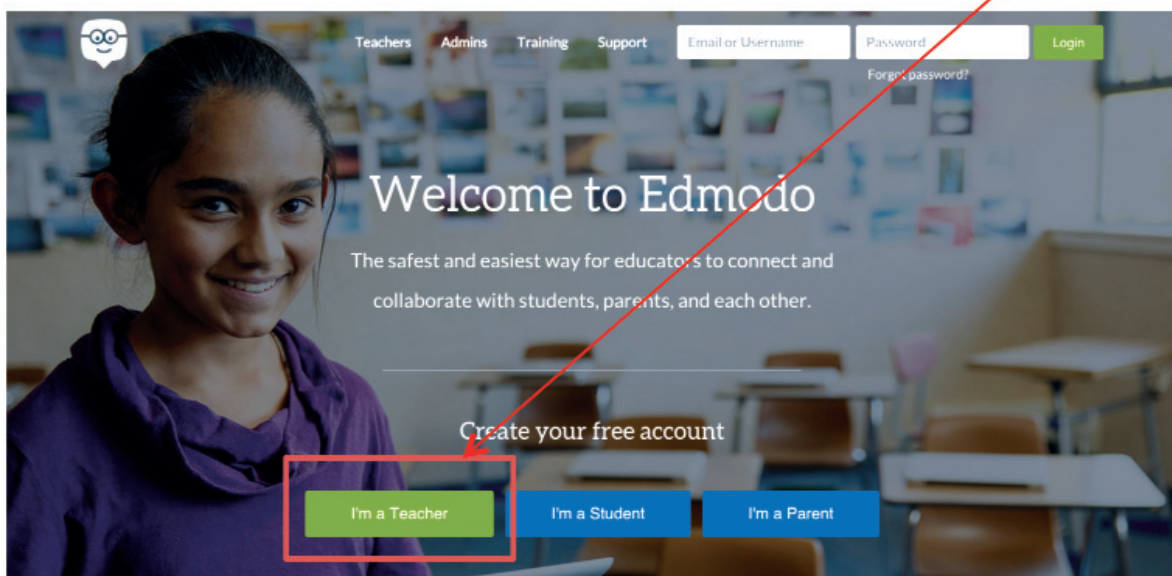 Teachers Admins Training Support Email or Username Password Login
Forgot password?
Welcome to Edmodo
The safest and easiest way for educators to connect and
collaborate with students, parents, and each other.
Create your free account
I'm a Teacher I'm a Student I'm a Parent